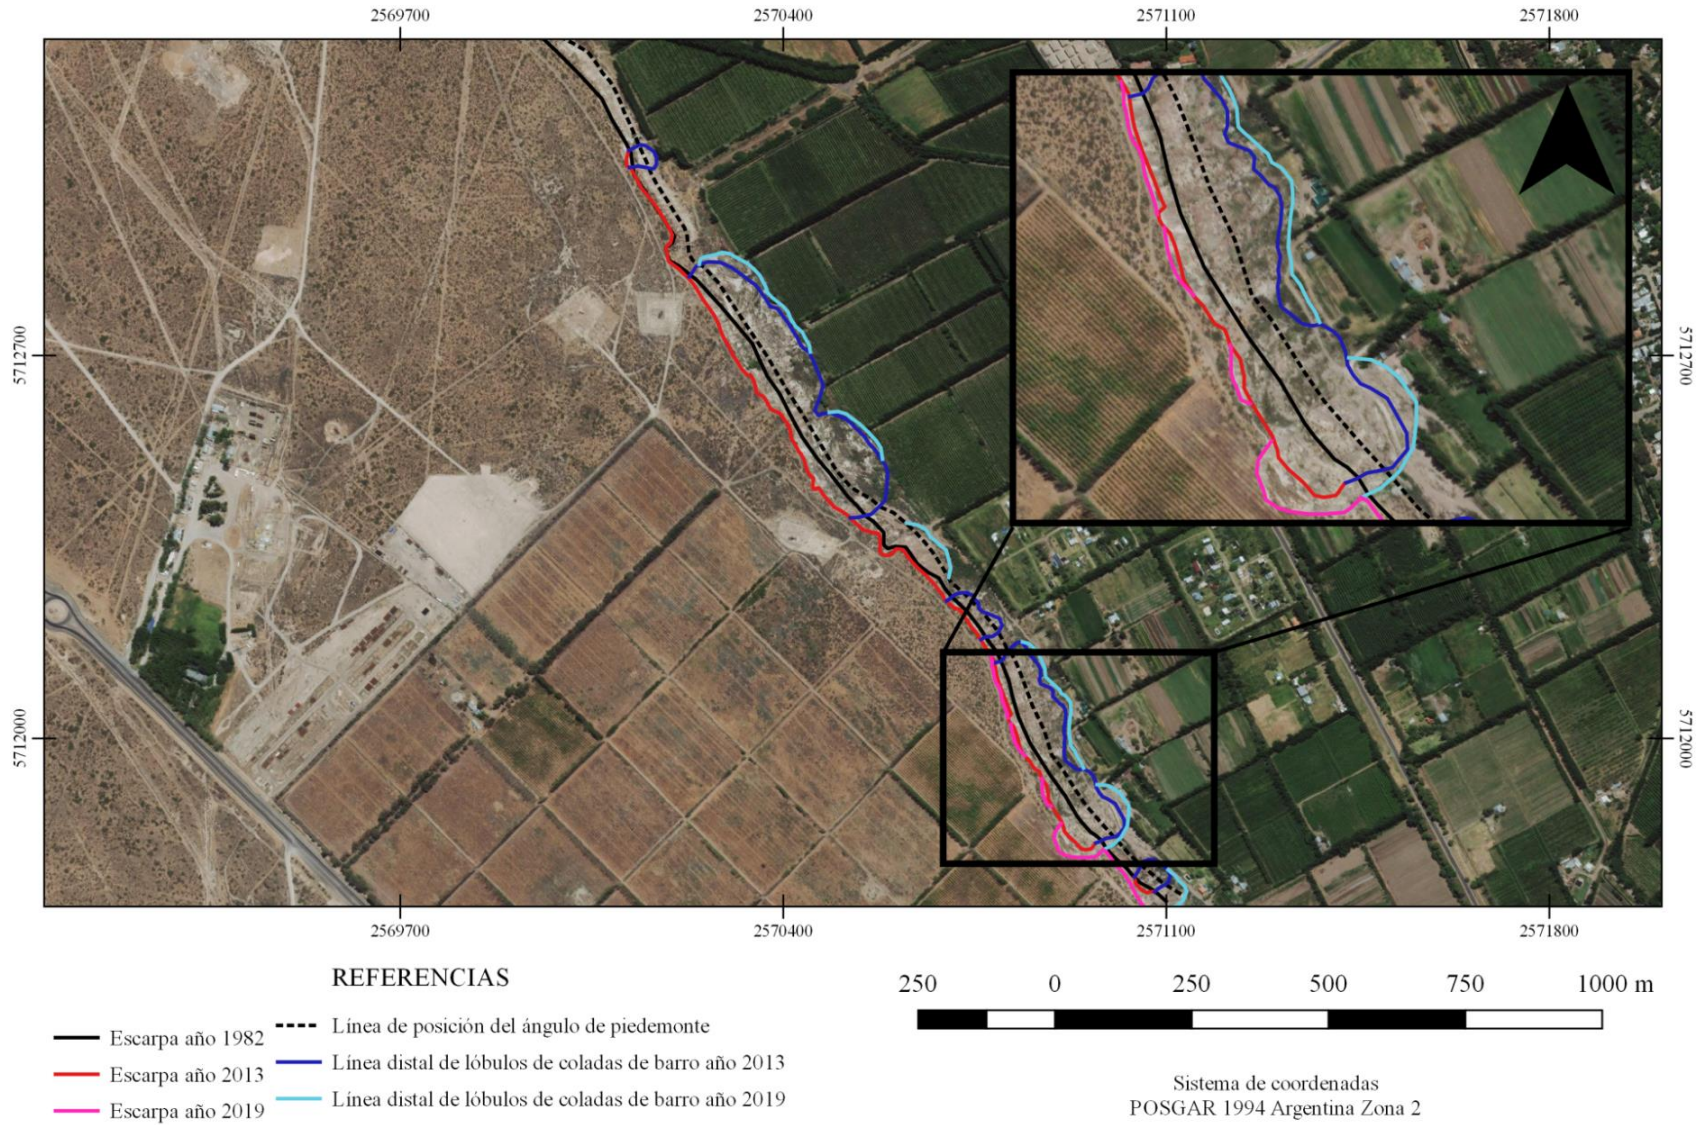 2569700 2570400 2571100 2571800
5712700 5712700
5712000 5712000
2569700 2570400 2571100 2571800
REFERENCIAS
Escarpa año 1982
Escarpa año 2013
Escarpa año 2019
Línea de posición del ángulo de piedemonte
Línea distal de lóbulos de coladas de barro año 2013
Línea distal de lóbulos de coladas de barro año 2019
250 0 250 500 750 1000 m
Sistema de coordenadas
POSGAR 1994 Argentina Zona 2